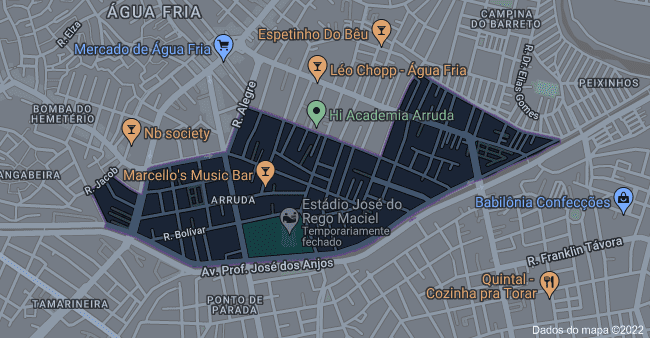 ÁGUA FRIA
R. Elza
Mercado de Água Fria
Espetinho Do Béu
CAMPINA
DO BARRETO
R. Dr. Elias Gomes
PEIXINHOS
Léo Chopp - Água Fria
R. Alegre
BOMBA DO
HEMETÉRIO
Hi Academia Arruda
Nb society
ANGABEIRA
R. Jacob
Marcello's Music Bar
ARRUDA
Estádio José do
Rego Maciel
Temporariamente
fechado
Babilônia Confecções
R. Bolívar
R. Franklin Távora
Av. Prof. José dos Anjos
Quintal -
Cozinha pra Torar
TAMARINEIRA
PONTO DE
PARADA
Dados do mapa ©2022